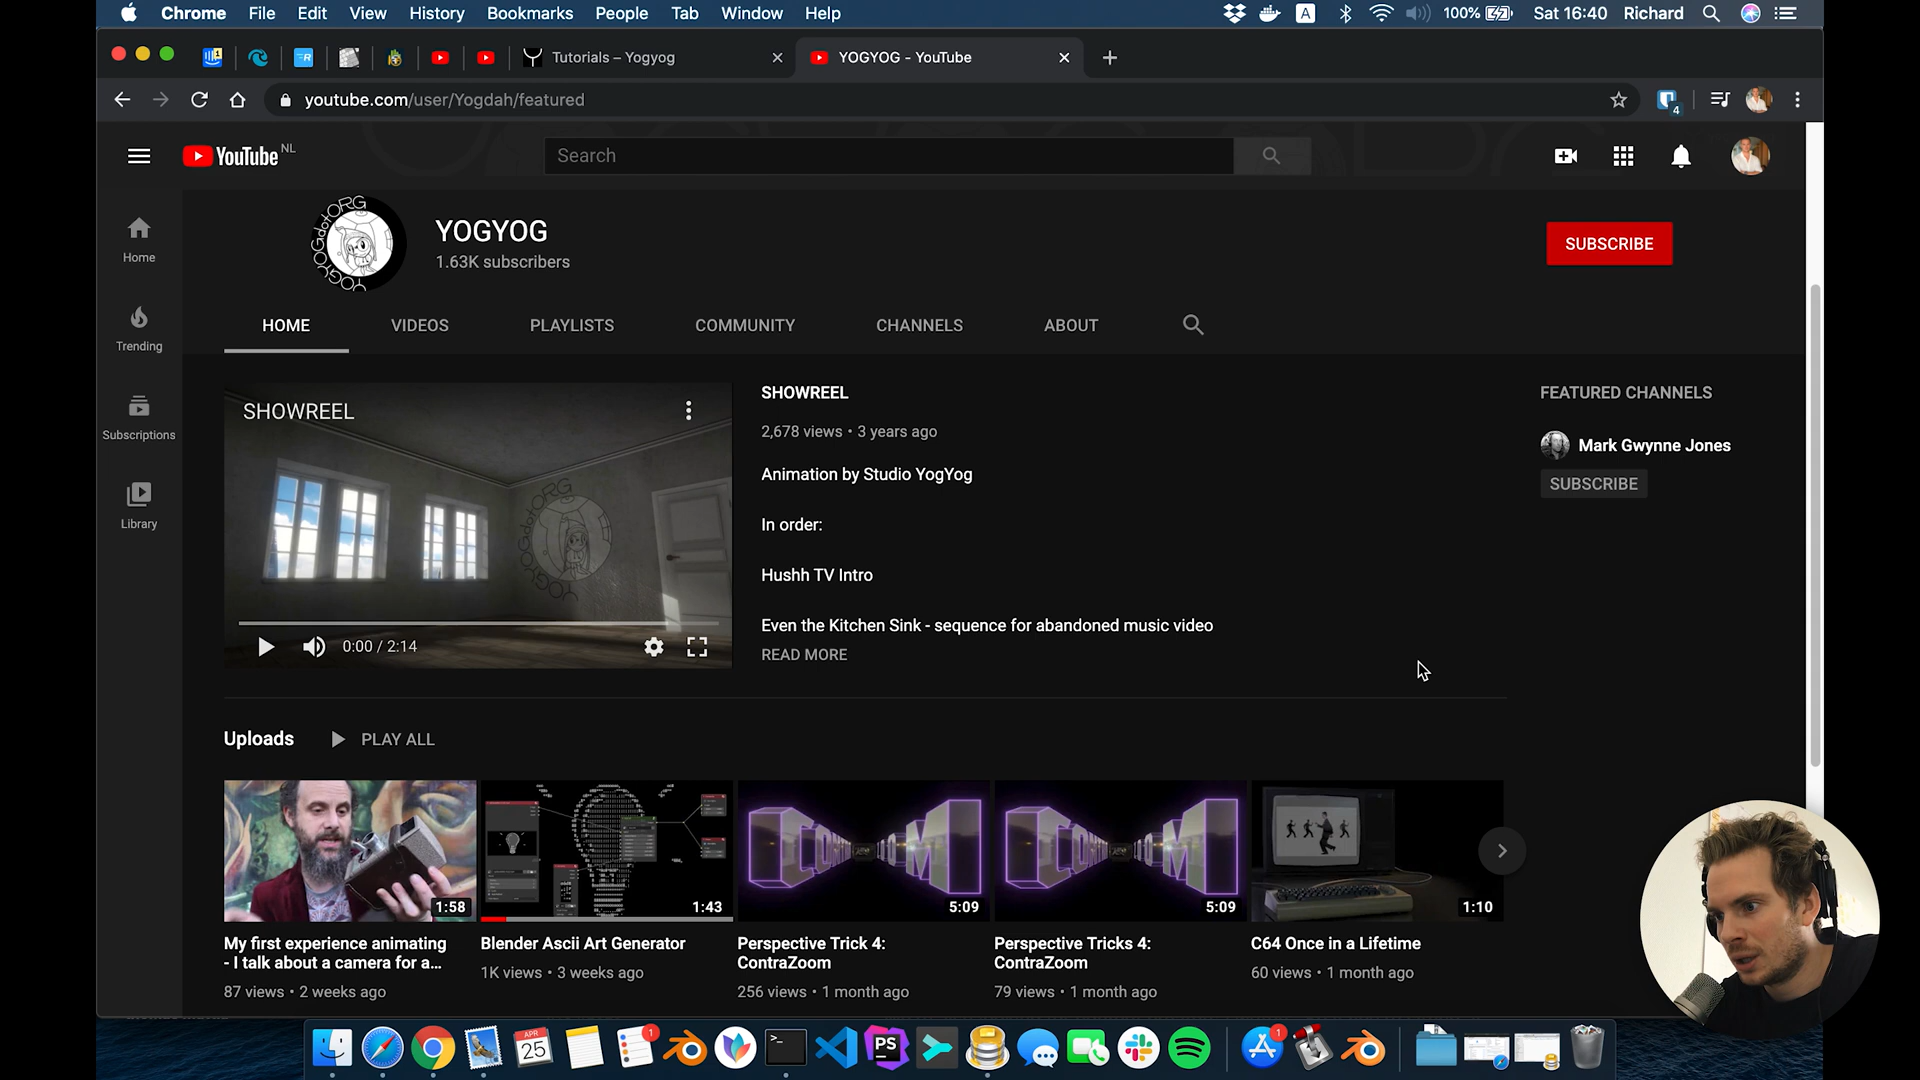 Chrome File Edit View History Bookmarks People Tab Window Help
A 100% Sat 16:40 Richard
Tutorials – Yogyog
YOGYOG - YouTube
youtube.com/user/Yogdah/featured
4
YouTube NL
Search
Home
Trending
Subscriptions
Library
YOGYOG
1.63K subscribers
SUBSCRIBE
HOME VIDEOS PLAYLISTS COMMUNITY CHANNELS ABOUT
SHOWREEL
0:00 / 2:14
SHOWREEL
2,678 views • 3 years ago
Animation by Studio YogYog
In order:
Hushh TV Intro
Even the Kitchen Sink - sequence for abandoned music video
READ MORE
FEATURED CHANNELS
Mark Gwynne Jones
SUBSCRIBE
Uploads PLAY ALL
1:58
My first experience animating
- I talk about a camera for a...
87 views • 2 weeks ago
1:43
Blender Ascii Art Generator
1K views • 3 weeks ago
5:09
Perspective Trick 4:
ContraZoom
256 views • 1 month ago
5:09
Perspective Tricks 4:
ContraZoom
79 views • 1 month ago
1:10
C64 Once in a Lifetime
60 views • 1 month ago
APR
25
1
PS
1